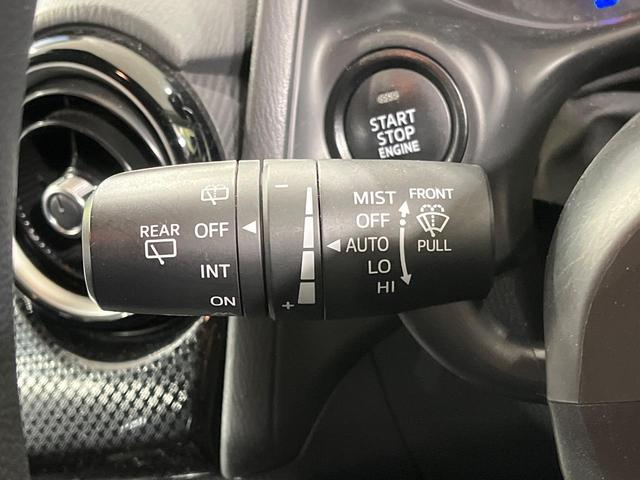 START
STOP
ENGINE
REAR
OFF
INT
ON
−
+
MIST
OFF
AUTO
LO
HI
FRONT
PULL